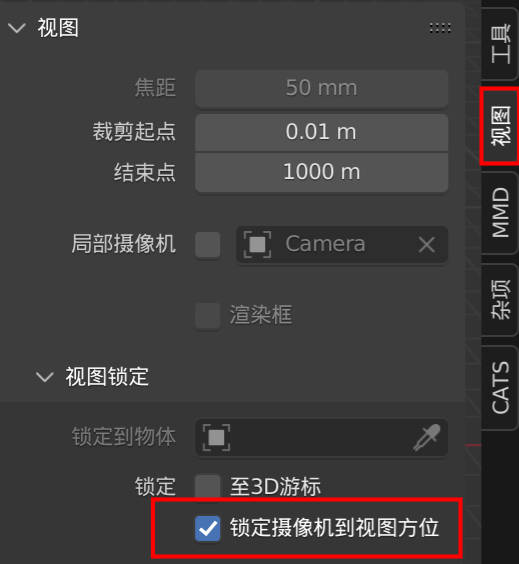 视图
焦距 50 mm
裁剪起点 0.01 m
结束点 1000 m
局部摄像机 Camera
渲染框
视图锁定
锁定到物体
锁定 至3D游标
锁定摄像机到视图方位
工具
视图
MMD
杂项
CATS